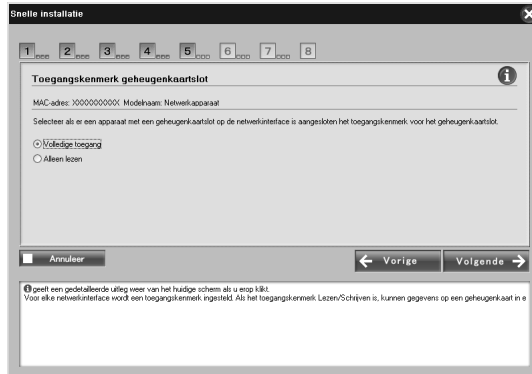 Snelle installatie
1 2 3 4 5 6 7 8
Toegangskenmerk geheugenkaartslot
MAC-adres: XXXXXXXXXX Modelnaam: Netwerkapparaat
Selecteer als er een apparaat met een geheugenkaartslot op de netwerkinterface is aangesloten het toegangskenmerk voor het geheugenkaartslot.
Volledige toegang
Alleen lezen
Annuleer
Vorige
Volgende
geeft een gedetailleerde uitleg weer van het huidige scherm als u erop klikt.
Voor elke netwerkinterface wordt een toegangskenmerk ingesteld. Als het toegangskenmerk Lezen/Schrijven is, kunnen gegevens op een geheugenkaart in e